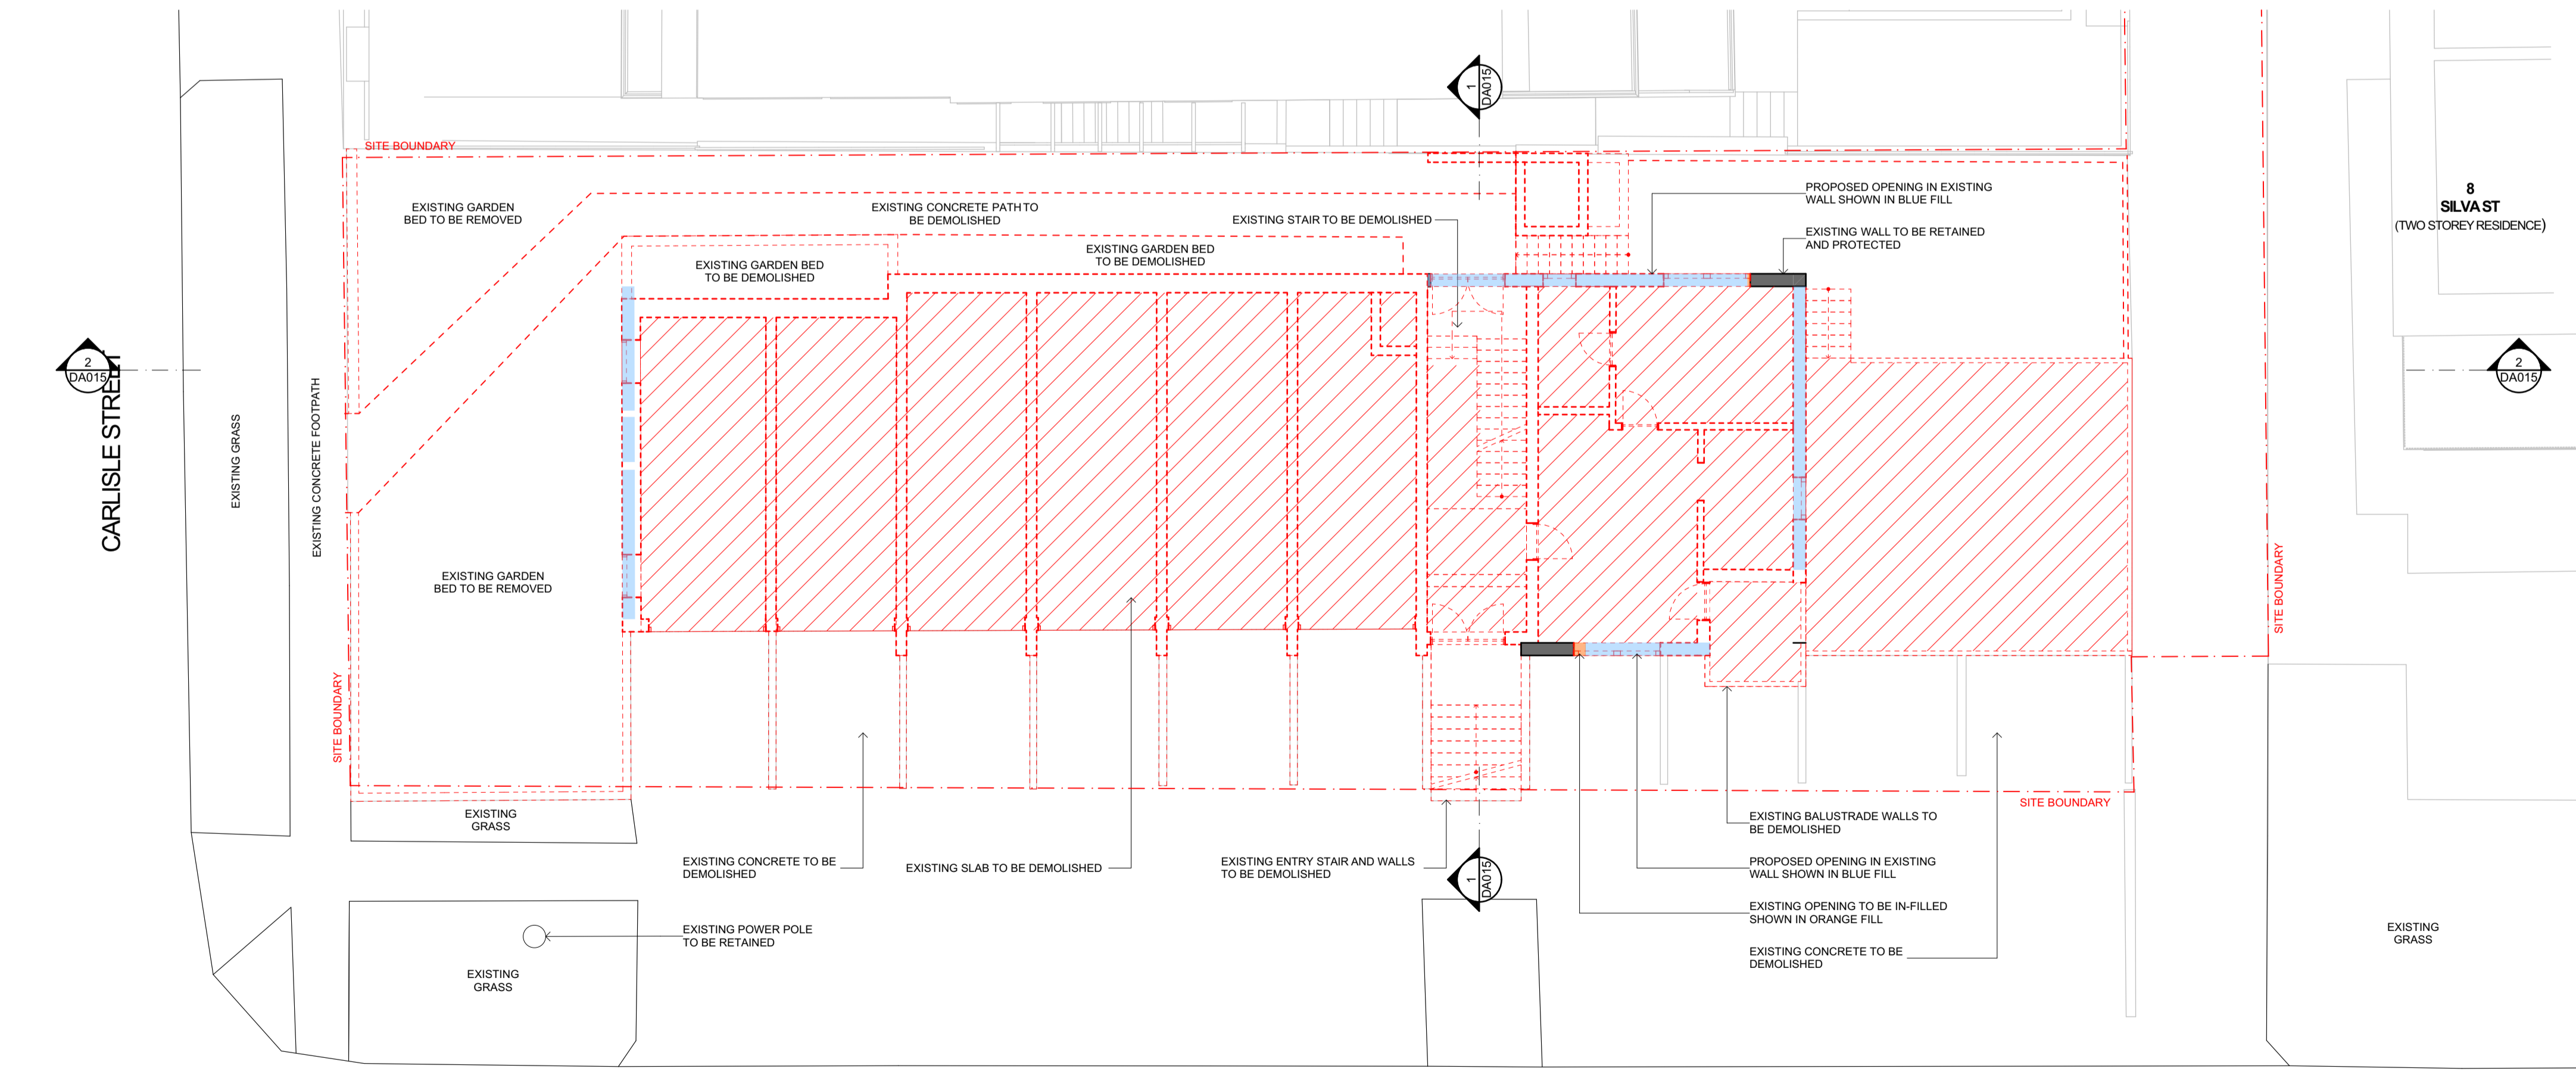 1
DA015
SITE BOUNDARY
EXISTING GARDEN
BED TO BE REMOVED
EXISTING CONCRETE PATH TO
BE DEMOLISHED
EXISTING STAIR TO BE DEMOLISHED
PROPOSED OPENING IN EXISTING
WALL SHOWN IN BLUE FILL
EXISTING WALL TO BE RETAINED
AND PROTECTED
8
SILVA ST
(TWO STOREY RESIDENCE)
EXISTING GARDEN BED
TO BE DEMOLISHED
EXISTING GARDEN BED
TO BE DEMOLISHED
2
DA015
CARLISLE STREET
EXISTING GRASS
EXISTING CONCRETE FOOTPATH
2
DA015
EXISTING GARDEN
BED TO BE REMOVED
SITE BOUNDARY
SITE BOUNDARY
SITE BOUNDARY
EXISTING
GRASS
EXISTING CONCRETE TO BE
DEMOLISHED
EXISTING SLAB TO BE DEMOLISHED
EXISTING ENTRY STAIR AND WALLS
TO BE DEMOLISHED
1
DA015
EXISTING BALUSTRADE WALLS TO
BE DEMOLISHED
PROPOSED OPENING IN EXISTING
WALL SHOWN IN BLUE FILL
EXISTING OPENING TO BE IN-FILLED
SHOWN IN ORANGE FILL
EXISTING CONCRETE TO BE
DEMOLISHED
EXISTING POWER POLE
TO BE RETAINED
EXISTING
GRASS
EXISTING
GRASS